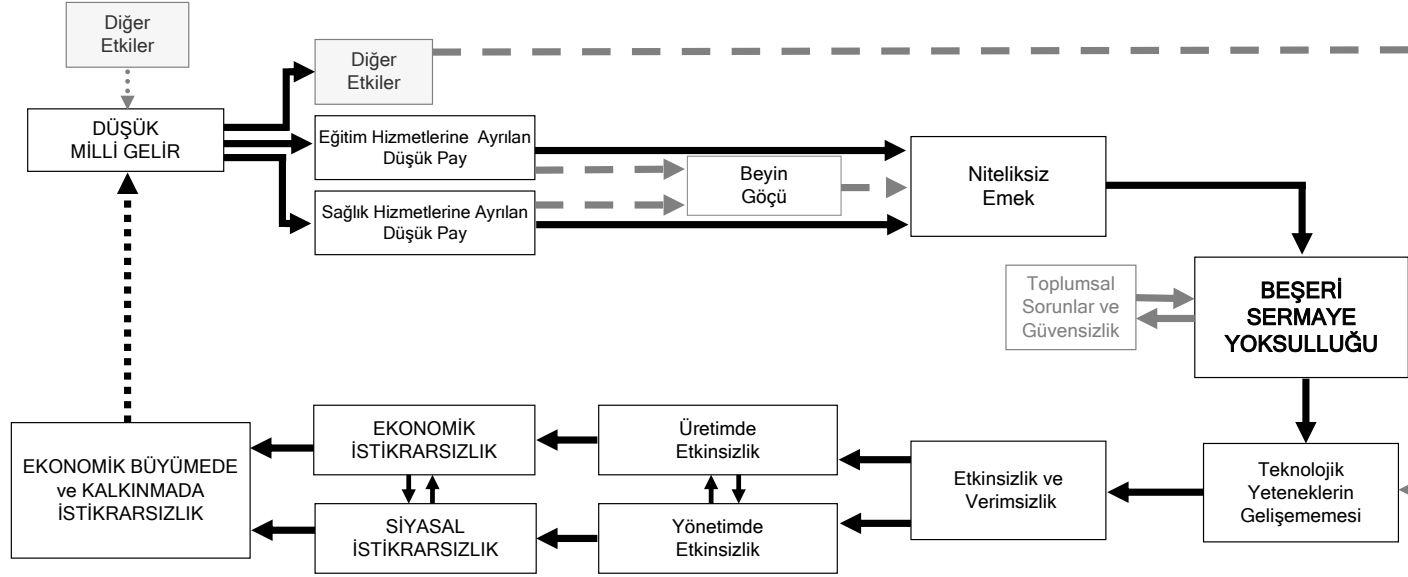 Diğer
Etkiler
Diğer
Etkiler
DÜŞÜK
MİLLİ GELİR
Eğitim Hizmetlerine Ayrılan
Düşük Pay
Beyin
Göçü
Niteliksiz
Emek
Sağlık Hizmetlerine Ayrılan
Düşük Pay
Toplumsal
Sorunlar ve
Güvensizlik
BEŞERİ
SERMAYE
YOKSULLUĞU
EKONOMİK BÜYÜMEDE
ve KALKINMADA
İSTİKRARSIZLIK
EKONOMİK
İSTİKRARSIZLIK
Üretimde
Etkinsizlik
Etkinsizlik ve
Verimsizlik
Teknolojik
Yeteneklerin
Gelişememesi
SİYASAL
İSTİKRARSIZLIK
Yönetimde
Etkinsizlik